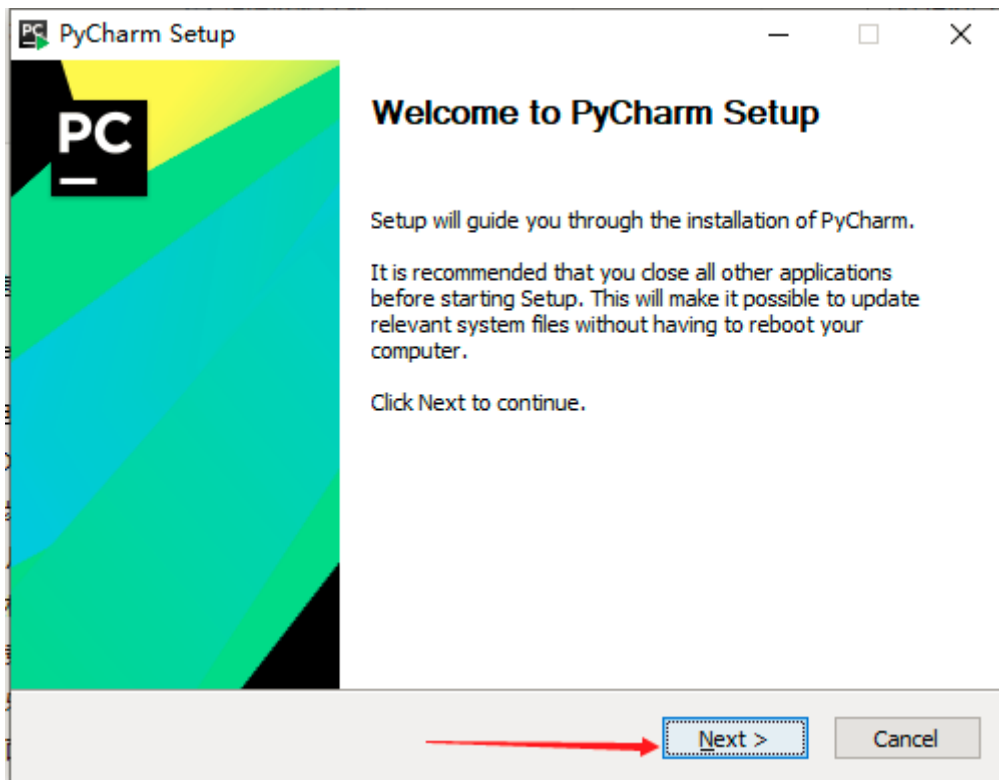 PyCharm Setup
PC
Welcome to PyCharm Setup
Setup will guide you through the installation of PyCharm.
It is recommended that you close all other applications
before starting Setup. This will make it possible to update
relevant system files without having to reboot your
computer.
Click Next to continue.
Next >
Cancel